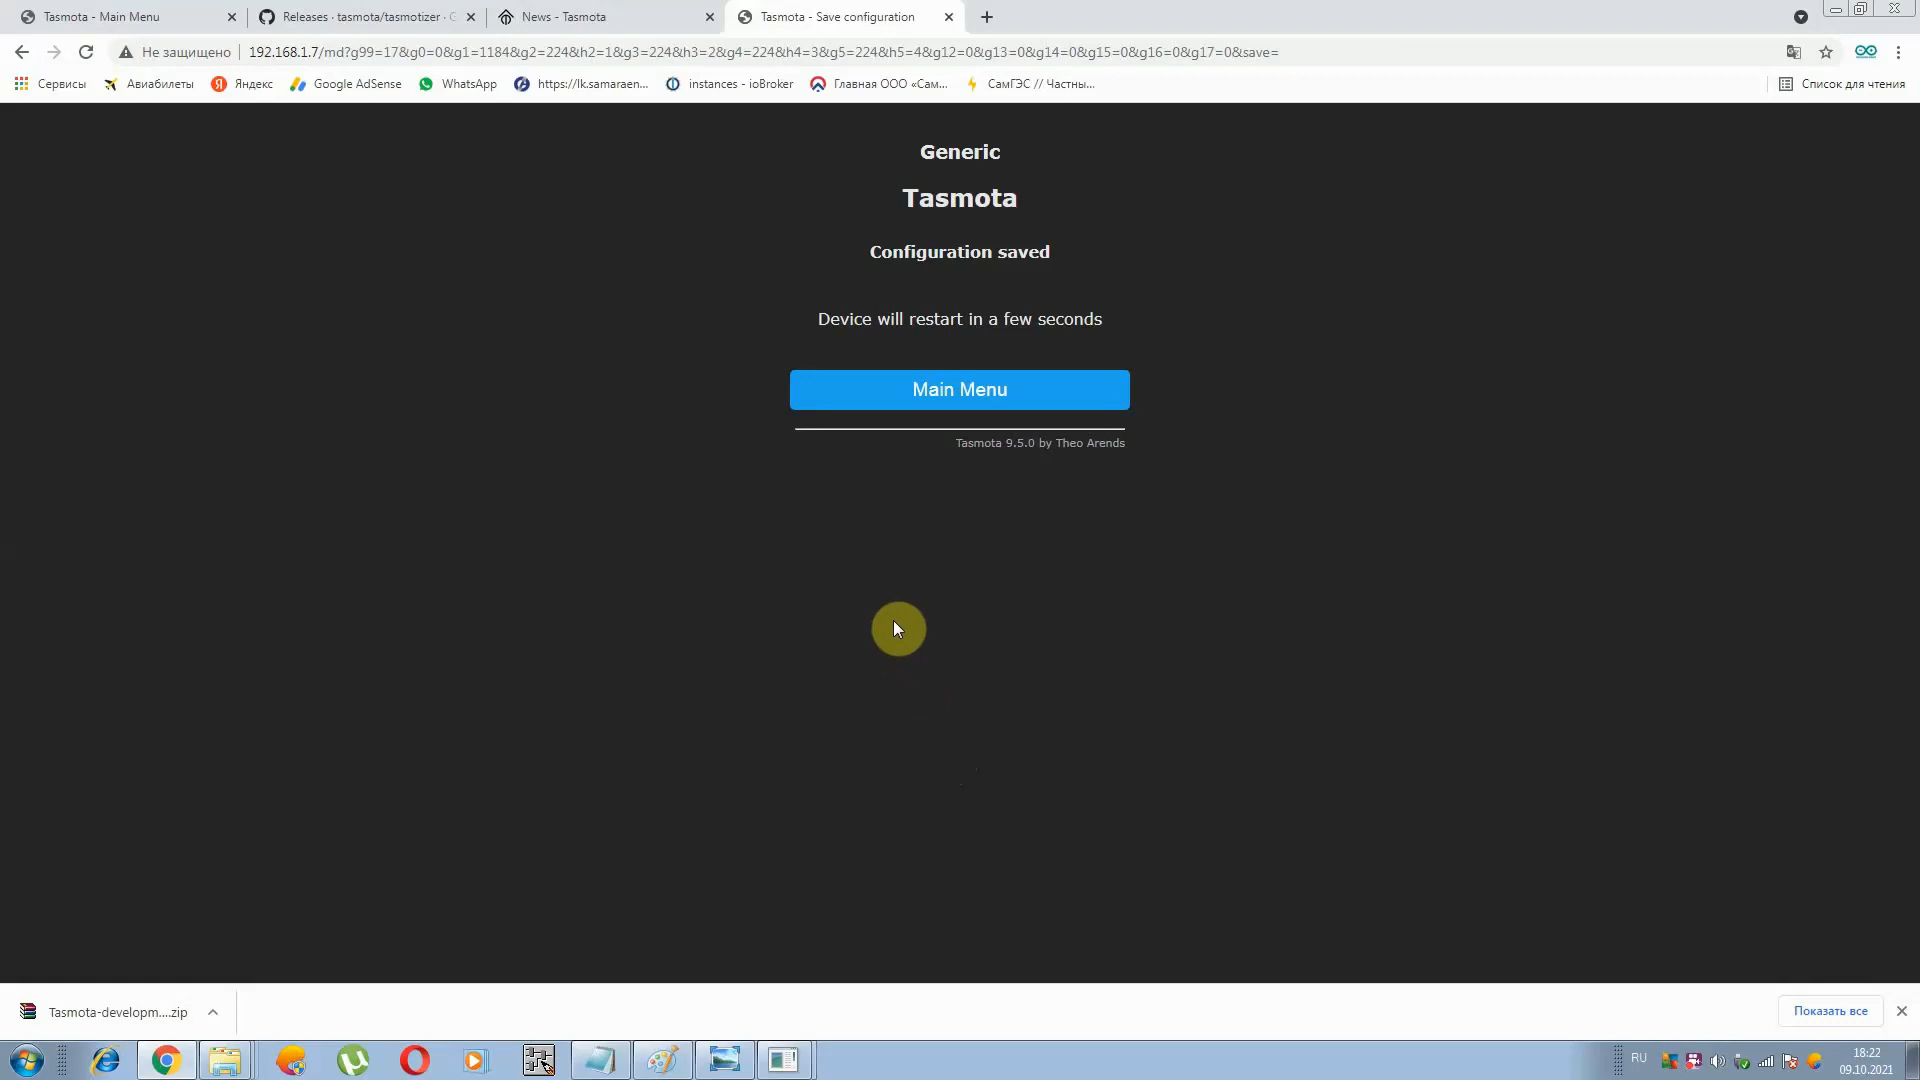 Tasmota - Main Menu
Releases · tasmota/tasmotizer · G
News - Tasmota
Tasmota - Save configuration
Не защищено
192.168.1.7/md?g99=17&g0=0&g1=1184&g2=224&h2=1&g3=224&h3=2&g4=224&h4=3&g5=224&h5=4&g12=0&g13=0&g14=0&g15=0&g16=0&g17=0&save=
Сервисы
Авиабилеты
Яндекс
Google AdSense
WhatsApp
https://lk.samaraen...
instances - ioBroker
Главная ООО «Сам...
СамГЭС // Частны...
Список для чтения
Generic
Tasmota
Configuration saved
Device will restart in a few seconds
Main Menu
Tasmota 9.5.0 by Theo Arends
Tasmota-developm....zip
Показать все
RU
18:22
09.10.2021